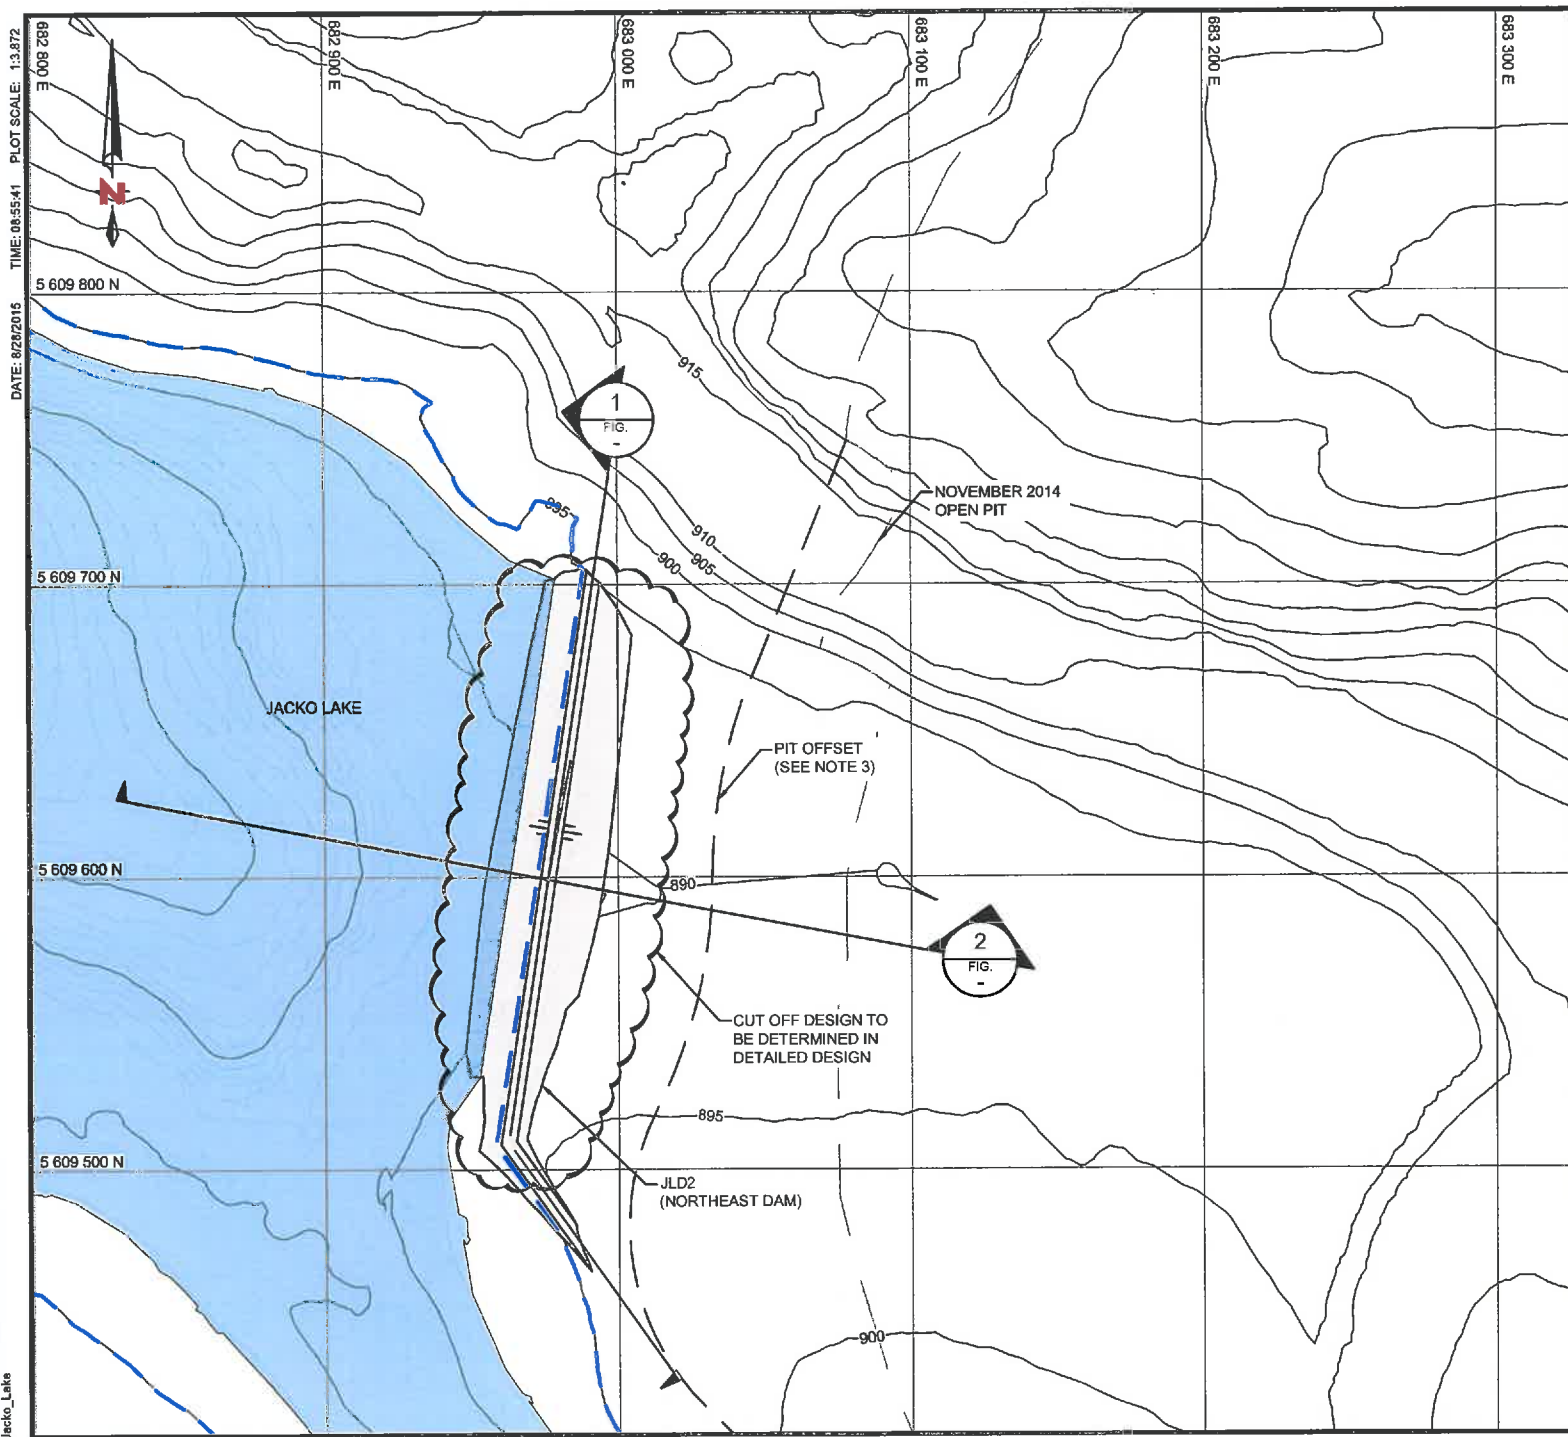 DATE: 8/28/2015 TIME: 08:55:41 PLOT SCALE: 1:3.872
682 800 E
682 900 E
683 000 E
683 100 E
683 200 E
683 300 E
N
5 609 800 N
915
1
FIG.
-
895
NOVEMBER 2014
OPEN PIT
910
905
900
5 609 700 N
JACKO LAKE
PIT OFFSET
(SEE NOTE 3)
5 609 600 N
890
2
FIG.
-
CUT OFF DESIGN TO
BE DETERMINED IN
DETAILED DESIGN
895
5 609 500 N
JLD2
(NORTHEAST DAM)
900
Jacko_Lake